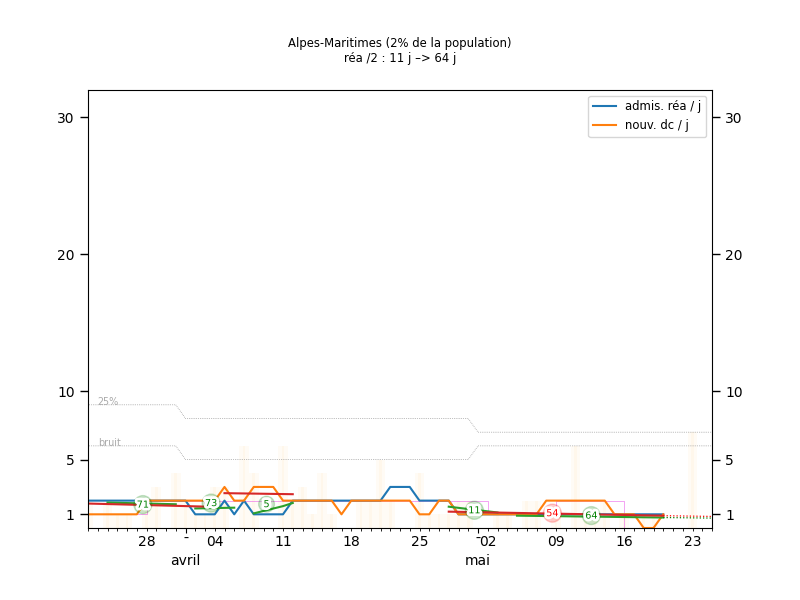 Alpes-Maritimes (2% de la population)
réa /2 : 11 j –> 64 j
admis. réa / j
nouv. dc / j
30 30
20 20
10 10
25%
bruit
5 5
71 73 5 11 54 64
1 1
28 - 04 11 18 25 -02 09 16 23
avril mai